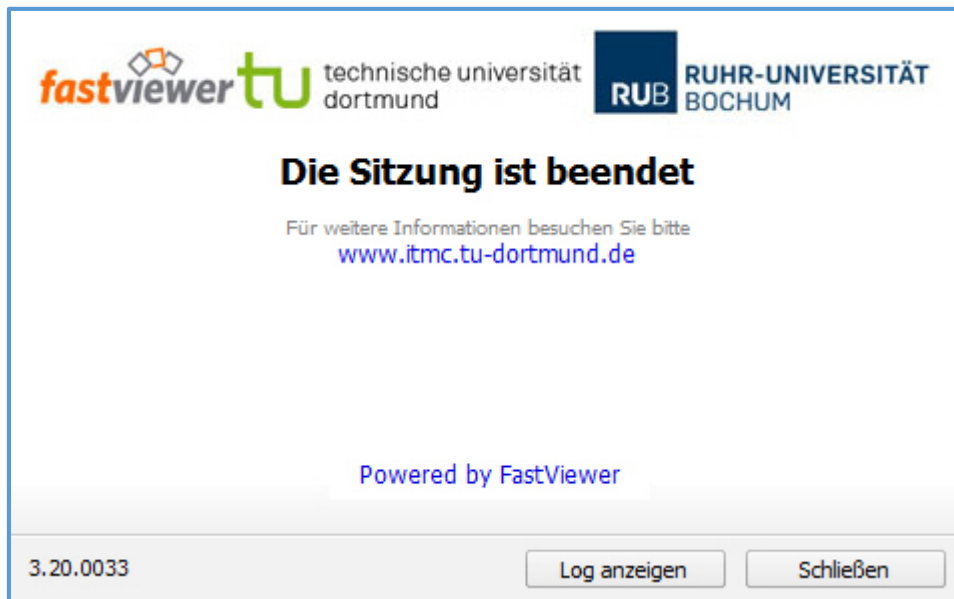 fastviewer
tu technische universität
dortmund
RUB RUHR-UNIVERSITÄT
BOCHUM
Die Sitzung ist beendet
Für weitere Informationen besuchen Sie bitte
www.itmc.tu-dortmund.de
Powered by FastViewer
3.20.0033
Log anzeigen
Schließen